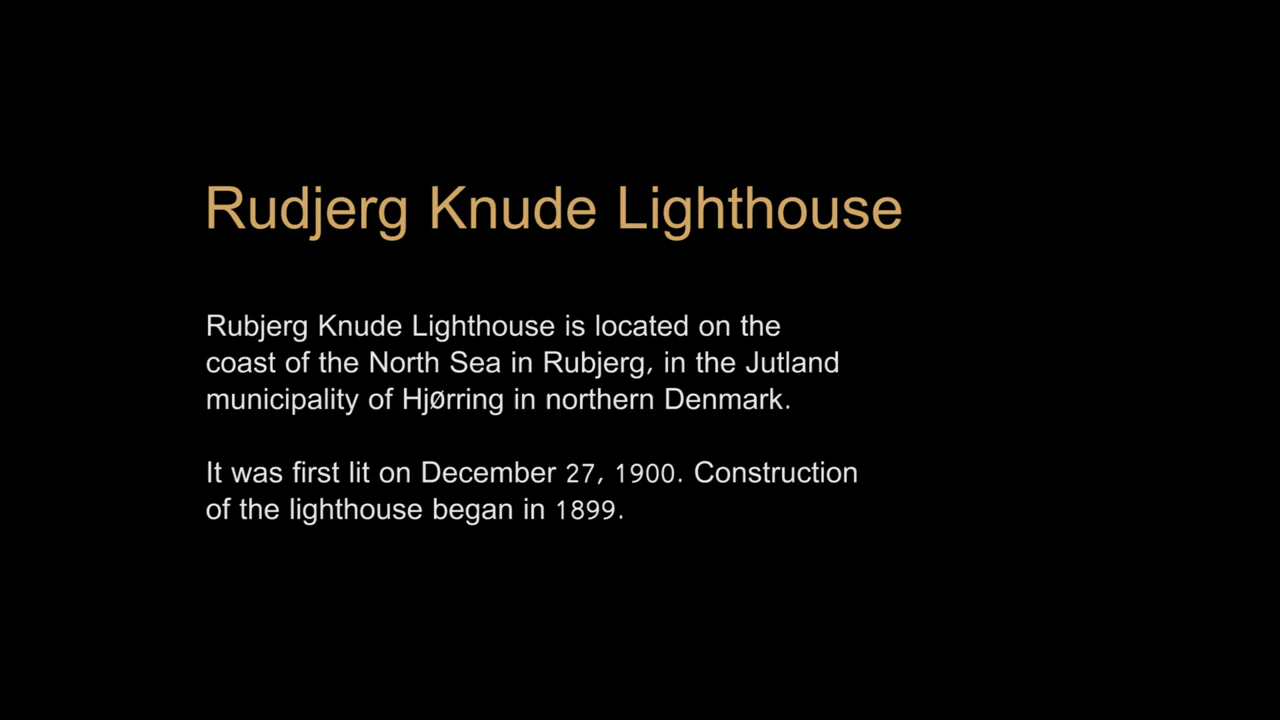 Rudjerg Knude Lighthouse
Rubjerg Knude Lighthouse is located on the
coast of the North Sea in Rubjerg, in the Jutland
municipality of Hjørring in northern Denmark.
It was first lit on December 27, 1900. Construction
of the lighthouse began in 1899.